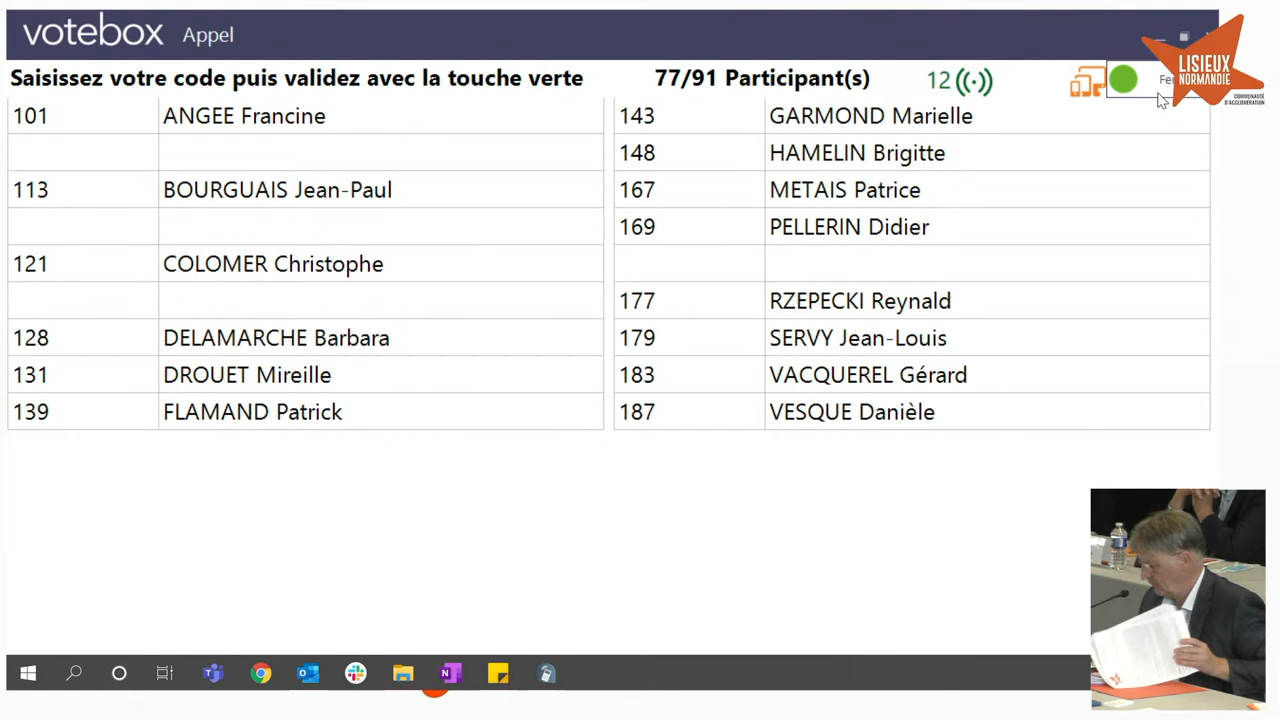 votebox Appel
Saisissez votre code puis validez avec la touche verte 77/91 Participant(s) 12
LISIEUX
NORMANDIE
COMMUNAUTÉ
D'AGGLOMÉRATION
101 ANGEE Francine
113 BOURGUAIS Jean-Paul
121 COLOMER Christophe
128 DELAMARCHE Barbara
131 DROUET Mireille
139 FLAMAND Patrick
143 GARMOND Marielle
148 HAMELIN Brigitte
167 METAIS Patrice
169 PELLERIN Didier
177 RZEPECKI Reynald
179 SERVY Jean-Louis
183 VACQUEREL Gérard
187 VESQUE Danièle